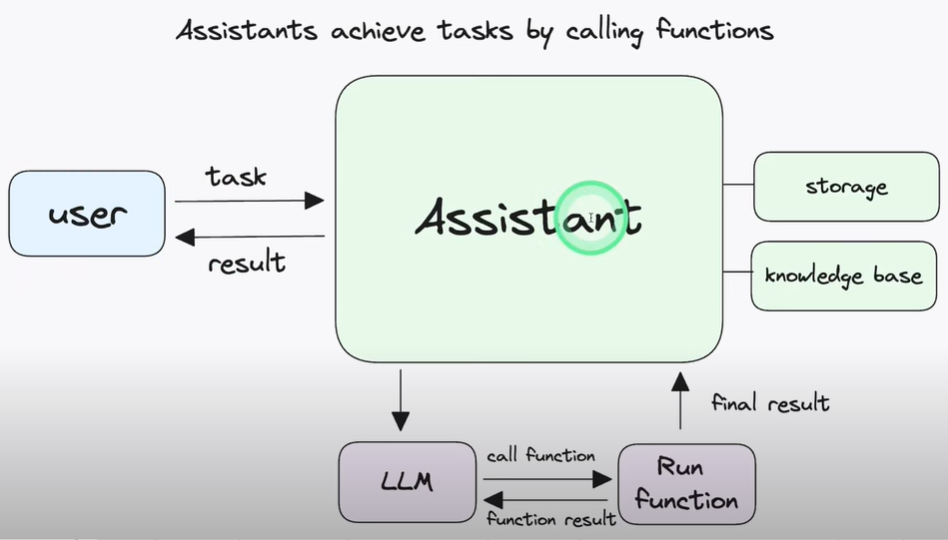 Assistants achieve tasks by calling functions
task
user
Assistant
storage
result
knowledge base
final result
LLM
call function
Run
function
function result